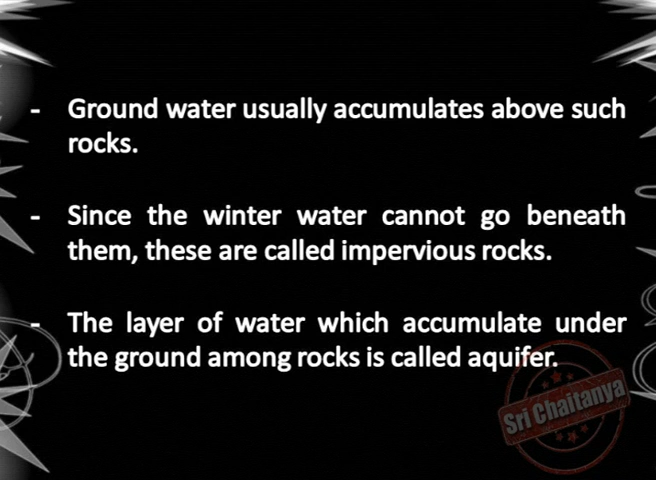 - Ground water usually accumulates above such
rocks.
- Since the winter water cannot go beneath
them, these are called impervious rocks.
- The layer of water which accumulate under
the ground among rocks is called aquifer.
Sri Chaitanya